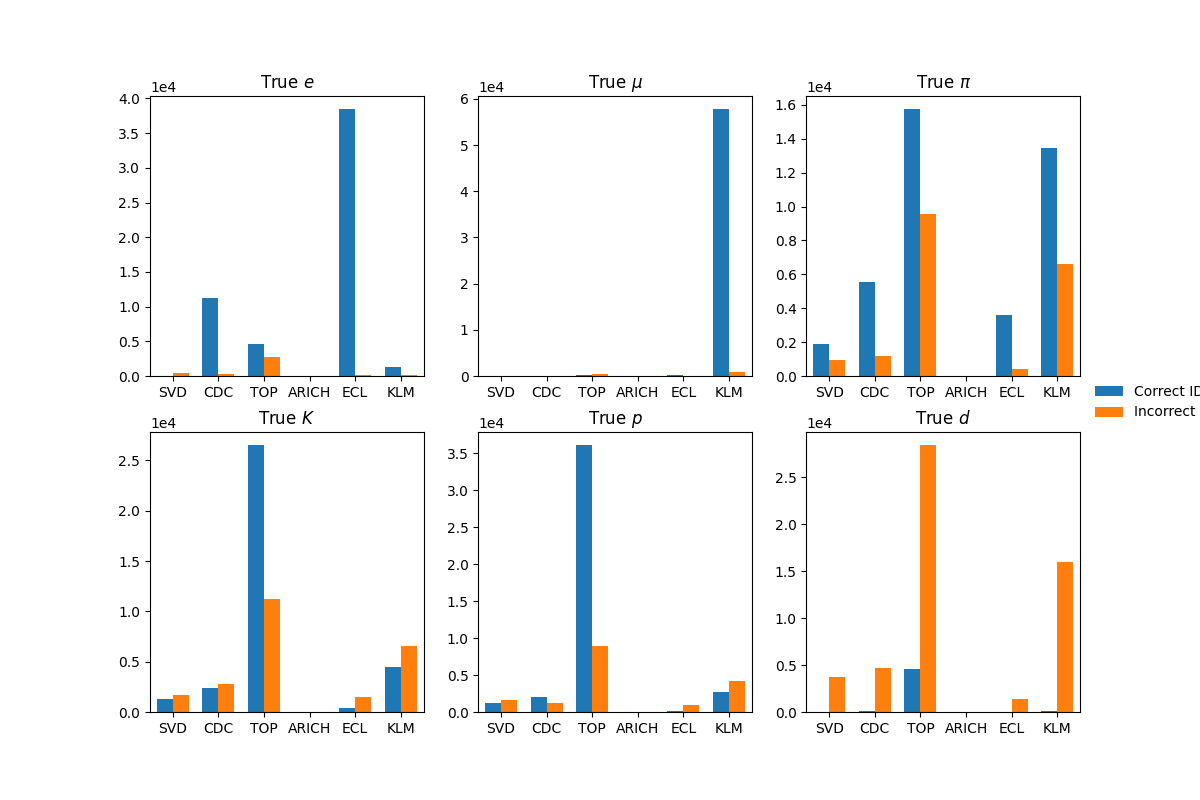 True e
1e4
4.0
3.5
3.0
2.5
2.0
1.5
1.0
0.5
0.0
SVD CDC TOP ARICH ECL KLM
True μ
1e4
6
5
4
3
2
1
0
SVD CDC TOP ARICH ECL KLM
True π
1e4
1.6
1.4
1.2
1.0
0.8
0.6
0.4
0.2
0.0
SVD CDC TOP ARICH ECL KLM
Correct ID
Incorrect
True K
1e4
2.5
2.0
1.5
1.0
0.5
0.0
SVD CDC TOP ARICH ECL KLM
True p
1e4
3.5
3.0
2.5
2.0
1.5
1.0
0.5
0.0
SVD CDC TOP ARICH ECL KLM
True d
1e4
2.5
2.0
1.5
1.0
0.5
0.0
SVD CDC TOP ARICH ECL KLM